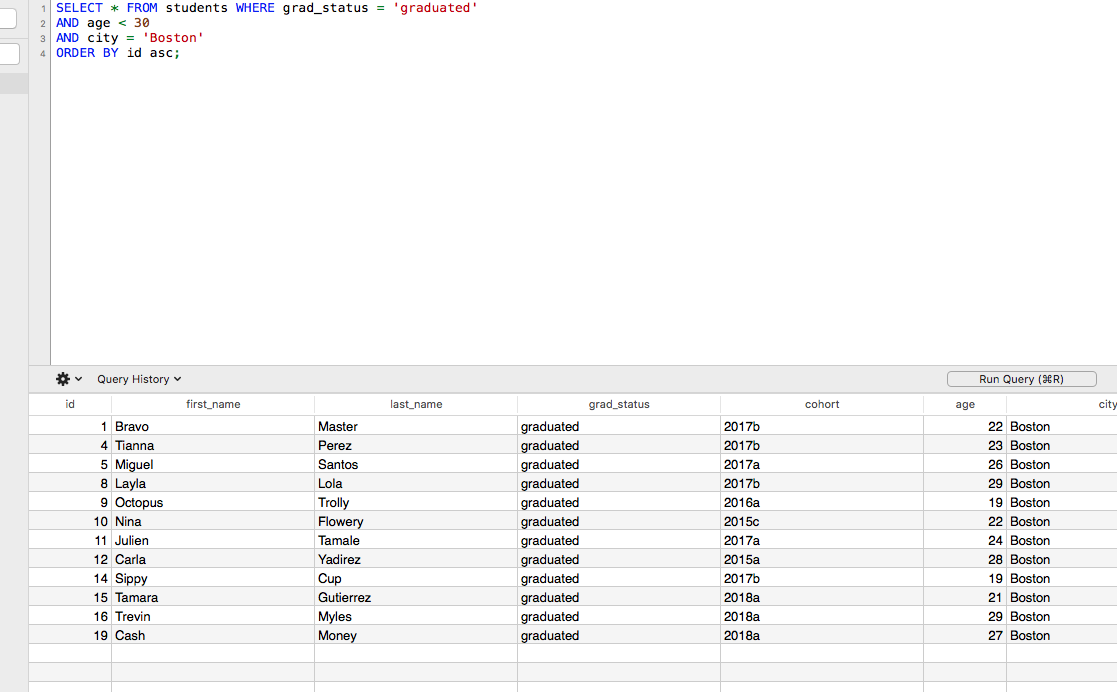 1 SELECT * FROM students WHERE grad_status = 'graduated'
2 AND age < 30
3 AND city = 'Boston'
4 ORDER BY id asc;
Query History Run Query (⌘R)
id first_name last_name grad_status cohort age city
1 Bravo Master graduated 2017b 22 Boston
4 Tianna Perez graduated 2017b 23 Boston
5 Miguel Santos graduated 2017a 26 Boston
8 Layla Lola graduated 2017b 29 Boston
9 Octopus Trolly graduated 2016a 19 Boston
10 Nina Flowery graduated 2015c 22 Boston
11 Julien Tamale graduated 2017a 24 Boston
12 Carla Yadirez graduated 2015a 28 Boston
14 Sippy Cup graduated 2017b 19 Boston
15 Tamara Gutierrez graduated 2018a 21 Boston
16 Trevin Myles graduated 2018a 29 Boston
19 Cash Money graduated 2018a 27 Boston